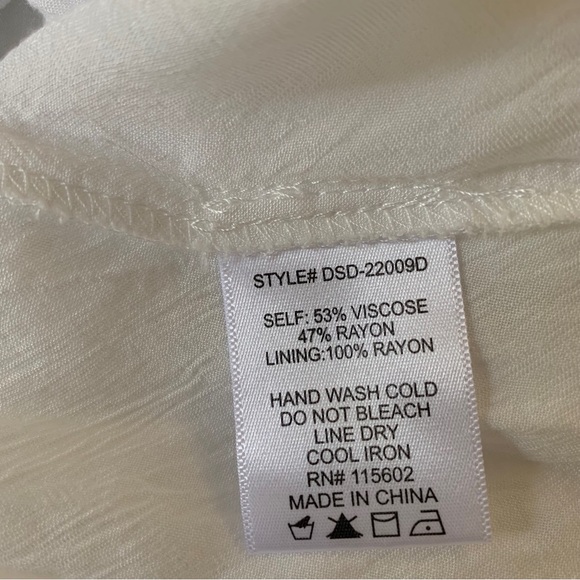 STYLE# DSD-22009D
SELF: 53% VISCOSE
47% RAYON
LINING:100% RAYON
HAND WASH COLD
DO NOT BLEACH
LINE DRY
COOL IRON
RN# 115602
MADE IN CHINA